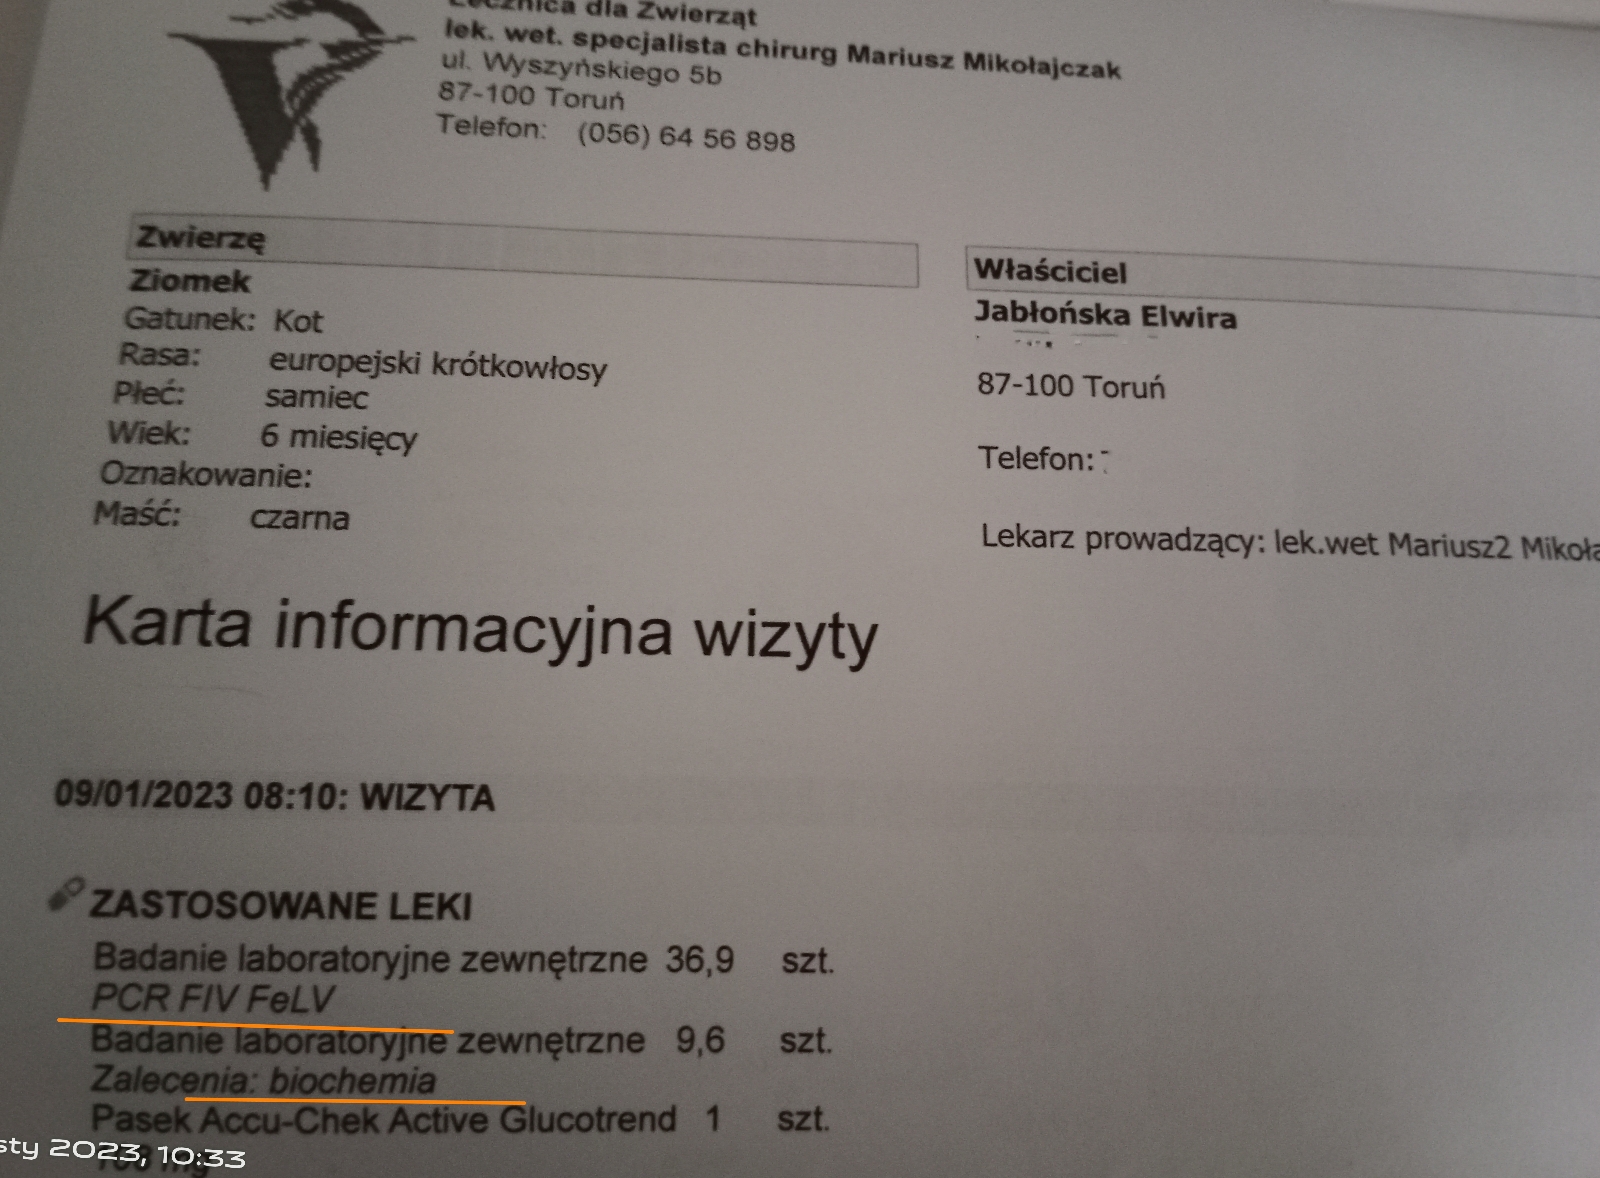 Lecznica dla Zwierząt
lek. wet. specjalista chirurg Mariusz Mikołajczak
ul. Wyszyńskiego 5b
87-100 Toruń
Telefon: (056) 64 56 898
Zwierzę
Ziomek
Gatunek: Kot
Rasa: europejski krótkowłosy
Płeć: samiec
Wiek: 6 miesięcy
Oznakowanie:
Maść: czarna
Właściciel
Jabłońska Elwira
87-100 Toruń
Telefon:
Lekarz prowadzący: lek.wet Mariusz2
Karta informacyjna wizyty
09/01/2023 08:10: WIZYTA
ZASTOSOWANE LEKI
Badanie laboratoryjne zewnętrzne 36,9 szt.
PCR FIV FeLV
Badanie laboratoryjne zewnętrzne 9,6 szt.
Zalecenia: biochemia
Pasek Accu-Chek Active Glucotrend 1 szt.
2023, 10:33